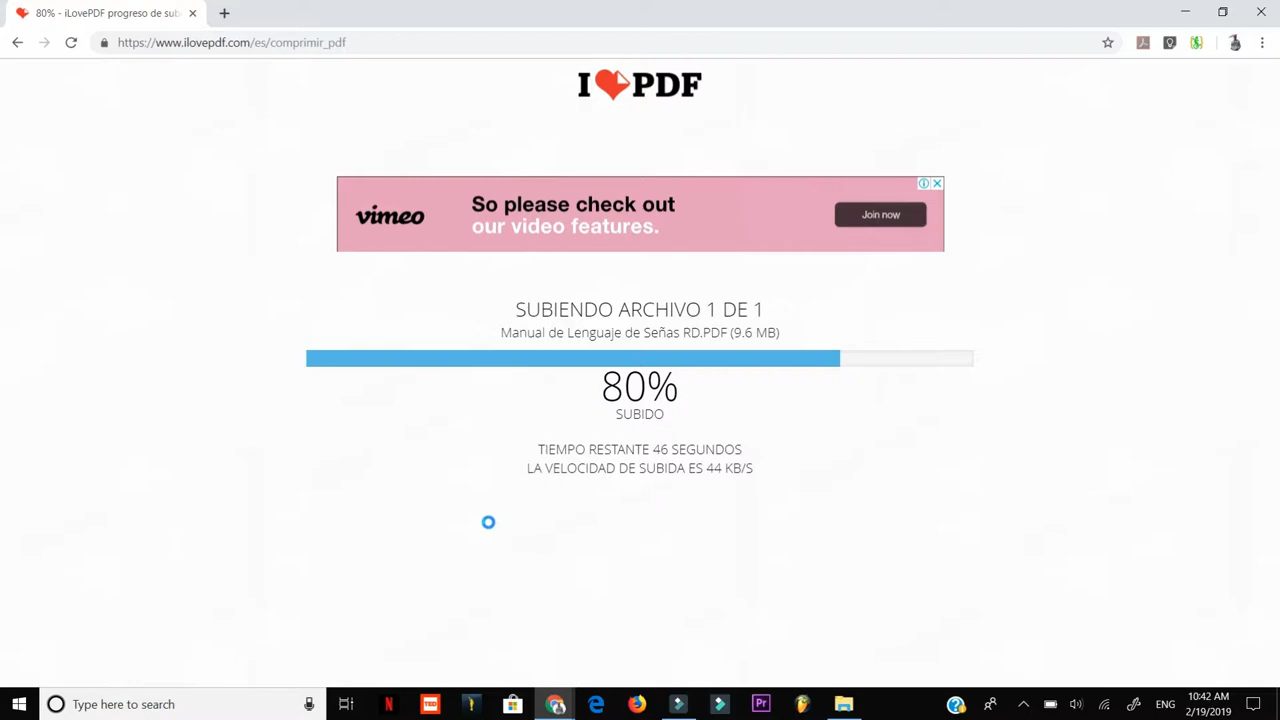 80% - iLovePDF progreso de sub
https://www.ilovepdf.com/es/comprimir_pdf
I PDF
vimeo
So please check out
our video features.
Join now
SUBIENDO ARCHIVO 1 DE 1
Manual de Lenguaje de Señas RD.PDF (9.6 MB)
80%
SUBIDO
TIEMPO RESTANTE 46 SEGUNDOS
LA VELOCIDAD DE SUBIDA ES 44 KB/S
Type here to search
N
Pr
ENG
10:42 AM
2/19/2019